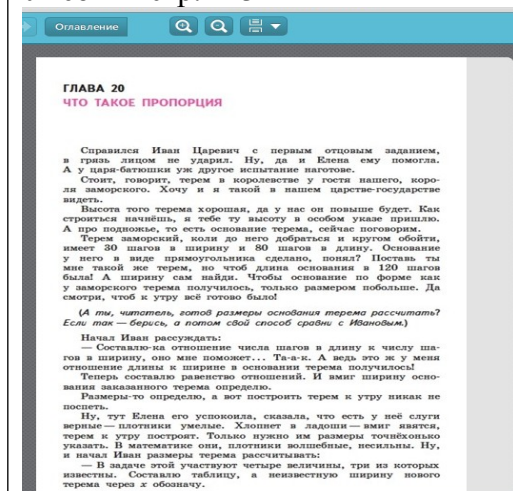 Оглавление
ГЛАВА 20
ЧТО ТАКОЕ ПРОПОРЦИЯ
Справился Иван Царевич с первым отцовым заданием,
в грязь лицом не ударил. Ну, да и Елена ему помогла.
А у царя-батюшки уж другое испытание наготове.
Стоит, говорит, терем в королевстве у гостя нашего, коро-
ля заморского. Хочу и я такой в нашем царстве-государстве
видеть.
Высота того терема хорошая, да у нас он повыше будет. Как
строиться начнёшь, я тебе ту высоту в особом указе пришлю.
А про подножье, то есть основание терема, сейчас поговорим.
Терем заморский, коли до него добраться и кругом обойти,
имеет 30 шагов в ширину и 80 шагов в длину. Основание
у него в виде прямоугольника сделано, понял? Поставь ты
мне такой же терем, но чтоб длина основания в 120 шагов
была! А ширину сам найди. Чтобы основание по форме как
у заморского терема получилось, только размером побольше. Да
смотри, чтоб к утру всё готово было!
(А ты, читатель, готов размеры основания терема рассчитать?
Если так — берись, а потом свой способ сравни с Ивановым.)
Начал Иван рассуждать:
— Составлю-ка отношение числа шагов в длину к числу ша-
гов в ширину, оно мне поможет... Та-а-к. А ведь это ж у меня
отношение длины к ширине в основании терема получилось!
Теперь составлю равенство отношений. И вмиг ширину осно-
вания заказанного терема определю.
Размеры-то определю, а вот построить терем к утру никак не
поспеть.
Ну, тут Елена его успокоила, сказала, что есть у неё слуги
верные — плотники умелые. Хлопнет в ладоши — вмиг явятся,
терем к утру построят. Только нужно им размеры точнёхонько
указать. В математике они, плотники волшебные, несильны. Ну,
и начал Иван размеры терема рассчитывать:
— В задаче этой участвуют четыре величины, три из которых
известны. Составлю таблицу, а неизвестную ширину нового
терема через x обозначу.